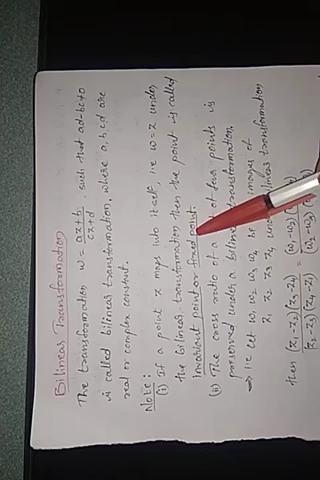 Bilinear Transformation
The transformation w = az+b/cz+d, such that ad-bc≠0
is called bilinear transformation, where a, b, c, d are
real or complex constant.
Note:
(i) If a point z maps into itself, i.e w=z under
the bilinear transformation then the point is called
invariant point or fixed point.
(ii) The cross ratio of a of four points is
preserved under a bilinear transformation.
→ i.e let w₁ w₂ w₃ w₄ images of
z₁ z₂ z₃ z₄ under linear transformation
then (z₁-z₂)(z₃-z₄)/(z₂-z₃)(z₄-z₁) = (w₁-w₂)(/(w₂-w₃)(